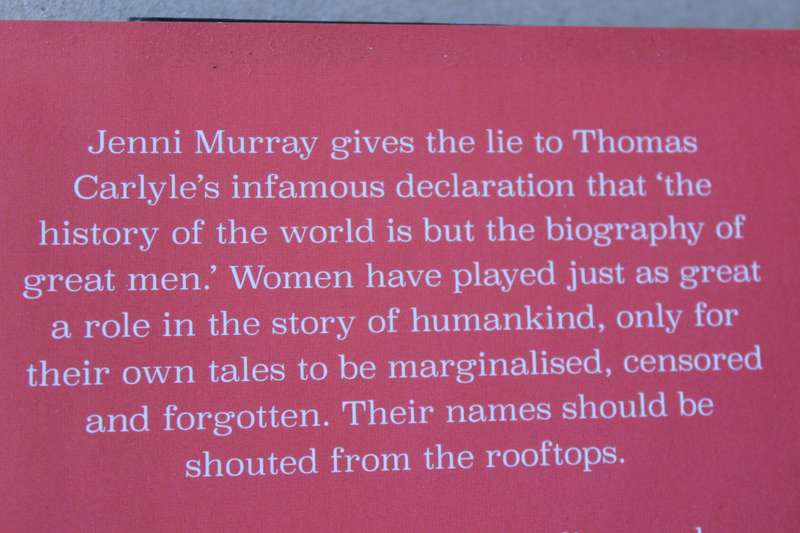 Jenni Murray gives the lie to Thomas
Carlyle’s infamous declaration that ‘the
history of the world is but the biography of
great men.’ Women have played just as great
a role in the story of humankind, only for
their own tales to be marginalised, censored
and forgotten. Their names should be
shouted from the rooftops.